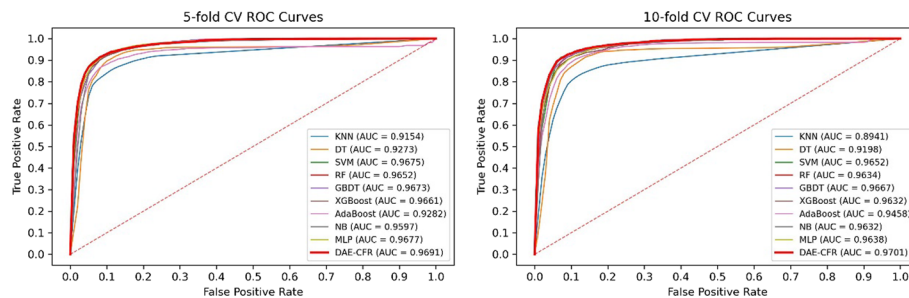 5-fold CV ROC Curves
True Positive Rate
1.0
0.9
0.8
0.7
0.6
0.5
0.4
0.3
0.2
0.1
0.0
KNN (AUC = 0.9154)
DT (AUC = 0.9273)
SVM (AUC = 0.9675)
RF (AUC = 0.9652)
GBDT (AUC = 0.9673)
XGBoost (AUC = 0.9661)
AdaBoost (AUC = 0.9282)
NB (AUC = 0.9597)
MLP (AUC = 0.9677)
DAE-CFR (AUC = 0.9691)
0.0 0.1 0.2 0.3 0.4 0.5 0.6 0.7 0.8 0.9 1.0
False Positive Rate
10-fold CV ROC Curves
True Positive Rate
1.0
0.9
0.8
0.7
0.6
0.5
0.4
0.3
0.2
0.1
0.0
KNN (AUC = 0.8941)
DT (AUC = 0.9198)
SVM (AUC = 0.9652)
RF (AUC = 0.9634)
GBDT (AUC = 0.9667)
XGBoost (AUC = 0.9632)
AdaBoost (AUC = 0.9458)
NB (AUC = 0.9632)
MLP (AUC = 0.9638)
DAE-CFR (AUC = 0.9701)
0.0 0.1 0.2 0.3 0.4 0.5 0.6 0.7 0.8 0.9 1.0
False Positive Rate